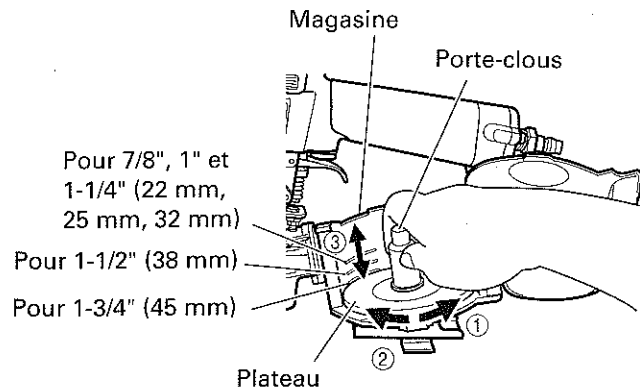 Magasine
Porte-clous
Pour 7/8", 1" et
1-1/4" (22 mm,
25 mm, 32 mm)
③
Pour 1-1/2" (38 mm)
Pour 1-3/4" (45 mm)
①
②
Plateau